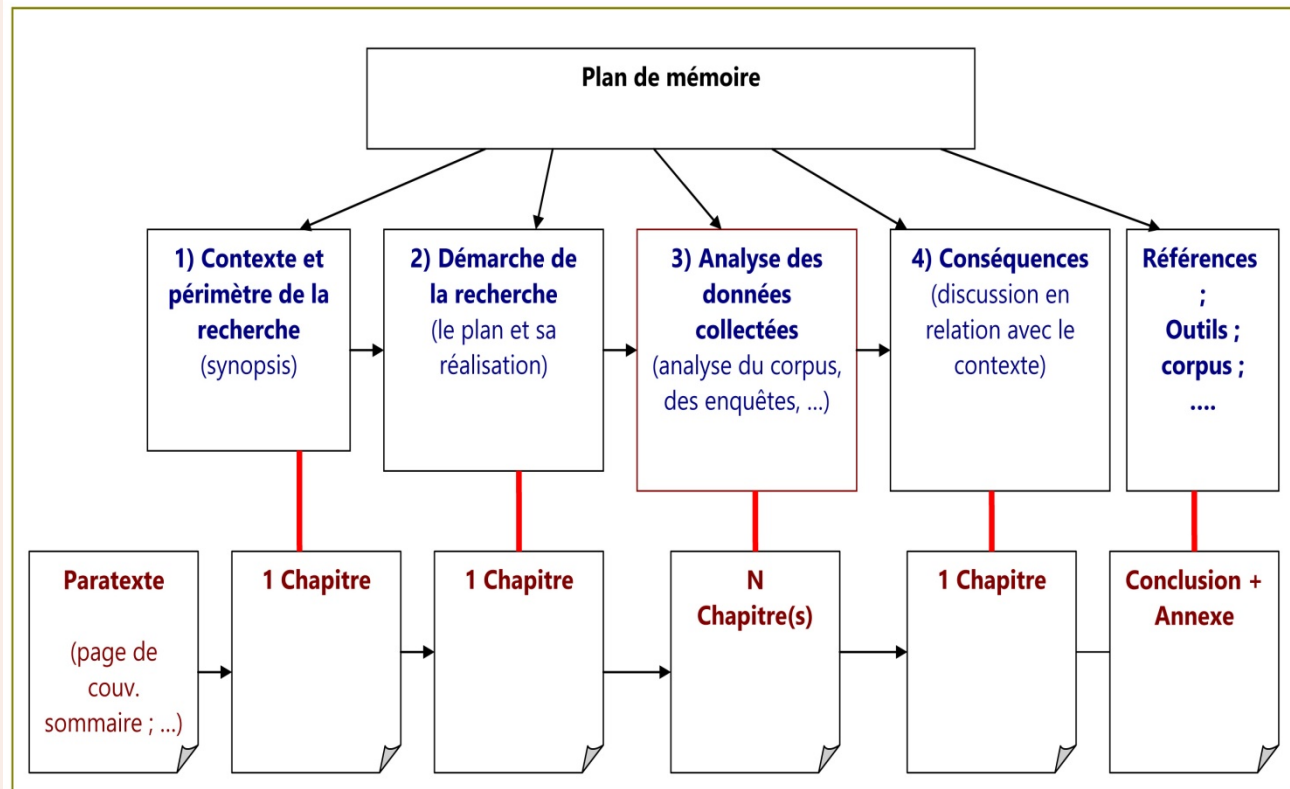 Plan de mémoire
1) Contexte et
périmètre de la
recherche
(synopsis)
2) Démarche de
la recherche
(le plan et sa
réalisation)
3) Analyse des
données
collectées
(analyse du corpus,
des enquêtes, ...)
4) Conséquences
(discussion en
relation avec le
contexte)
Références
;
Outils ;
corpus ;
....
Paratexte
(page de
couv.
sommaire ; ...)
1 Chapitre
1 Chapitre
N
Chapitre(s)
1 Chapitre
Conclusion +
Annexe